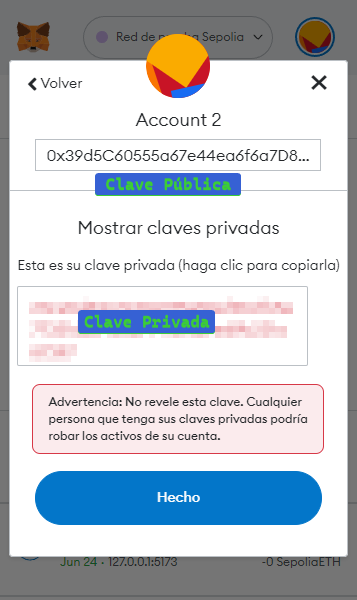 Red de prueba Sepolia
Volver
Account 2
0x39d5C60555a67e44ea6f6a7D8...
Clave Pública
Mostrar claves privadas
Esta es su clave privada (haga clic para copiarla)
Clave Privada
Advertencia: No revele esta clave. Cualquier
persona que tenga sus claves privadas podría
robar los activos de su cuenta.
Hecho
Jun 24 · 127.0.0.1:5173
-0 SepoliaETH